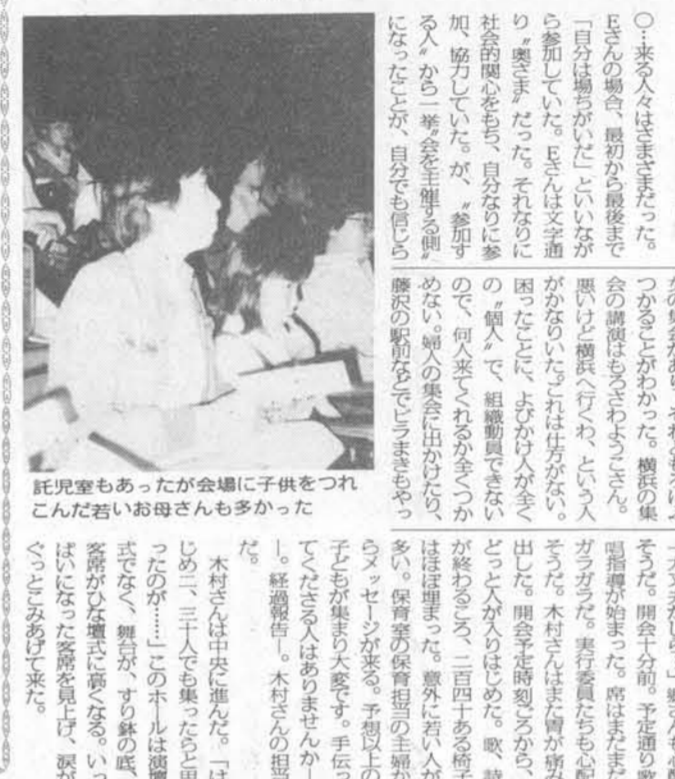 ○…来る人々はさまざまだった。
Eさんの場合、最初から最後まで
「自分は場ちがいだ」といいなが
ら参加していた。Eさんは文字通
り〝奥さま〟だった。それなりに
社会的関心をもち、自分なりに参
加、協力していた。が、〝参加す
る人〟から一挙〝会を主催する側〟
になったことが、自分でも信じら
つかることがわかった。横浜の集
会の講演はもろさわようこさん。
悪いけど横浜へ行くわ、という人
がかなりいた。これは仕方がない。
困ったことに、よびかけ人が全く
の〝個人〟で、組織動員できない
ので、何人来てくれるか全くつか
めない。婦人の集会に出かけたり、
藤沢の駅前などでビラまきもやっ
託児室もあったが会場に子供をつれ
こんだ若いお母さんも多かった
そうだ。開会十分前。予定通り歌
唱指導が始まった。席はまだまだ
ガラガラだ。実行委員たちも心配
そうだ。木村さんはまた胃が痛み
出した。開会予定時刻ごろから、
どっと人が入りはじめた。歌、詩
が終わるころ、二百四十ある椅子
はほぼ埋まった。意外に若い人が
多い。保育室の保育担当の主婦か
らメッセージが来る。予想以上の
子どもが集まり大変です。手伝っ
てくださる人はありませんか―
―。経過報告―。木村さんの担当
だ。
木村さんは中央に進んだ。「は
じめ二、三十人でも集ったらと思
ったのが……」このホールは演壇
式でなく、舞台が、すり鉢の底、
客席がひな壇式に高くなる。いっ
ぱいになった客席を見上げ、涙が
ぐっとこみあげて来た。